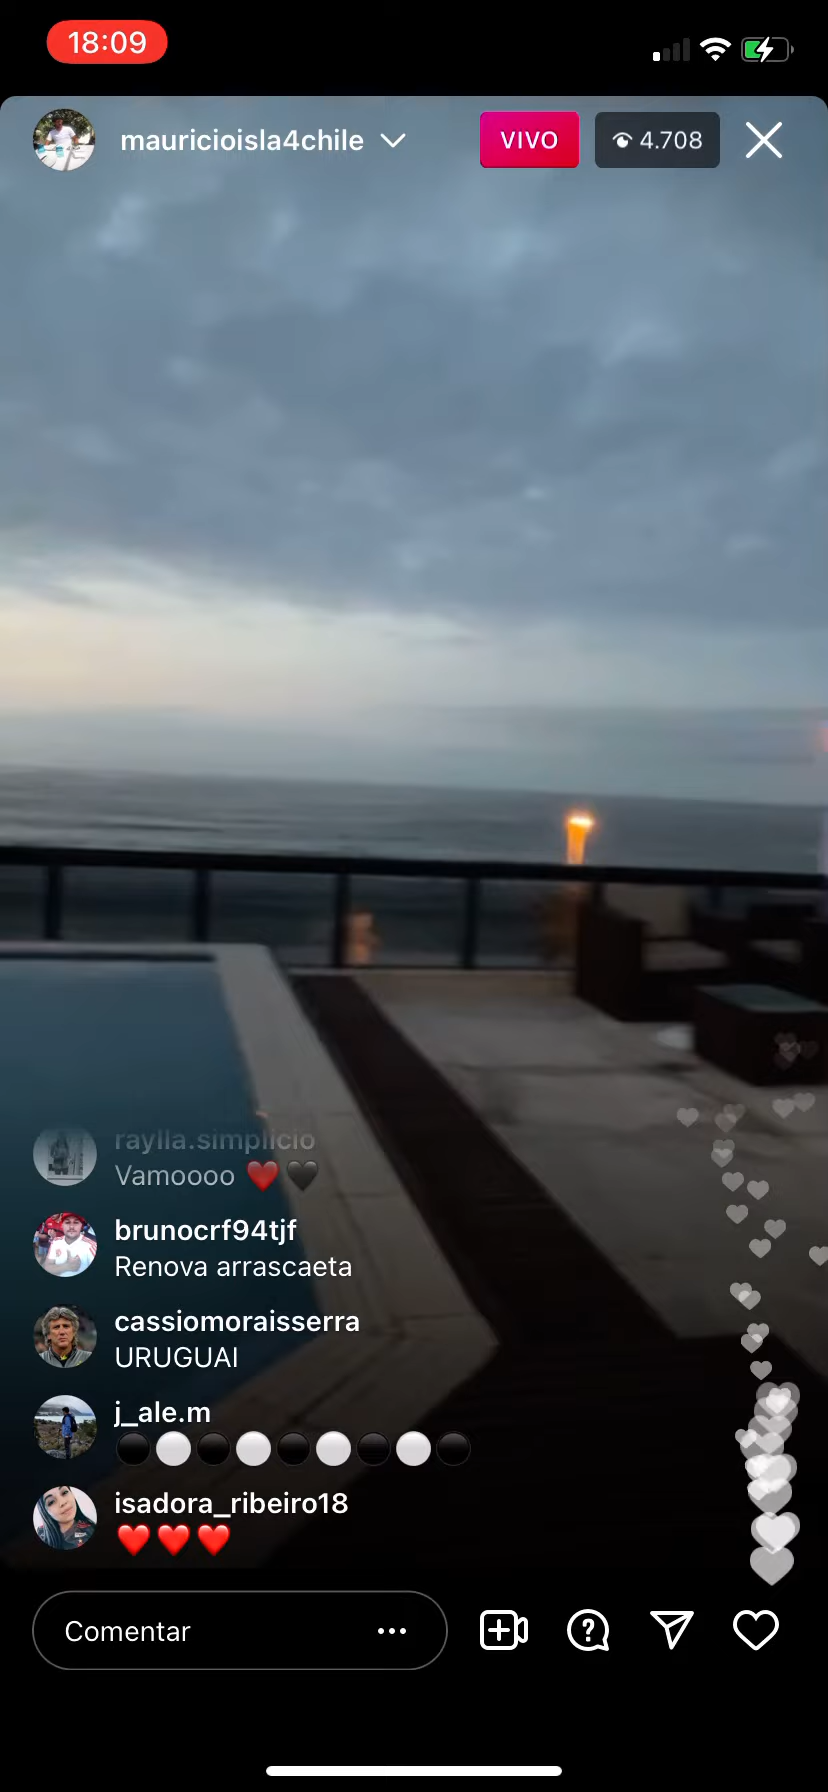 18:09
mauricioisla4chile
VIVO
4.708
raylla.simplicio
Vamoooo ❤️🖤
brunocrf94tjf
Renova arrascaeta
cassiomoraisserra
URUGUAI
j_ale.m
⚫⚪⚫⚪⚫⚪⚫⚪⚫
isadora_ribeiro18
❤️❤️❤️
Comentar